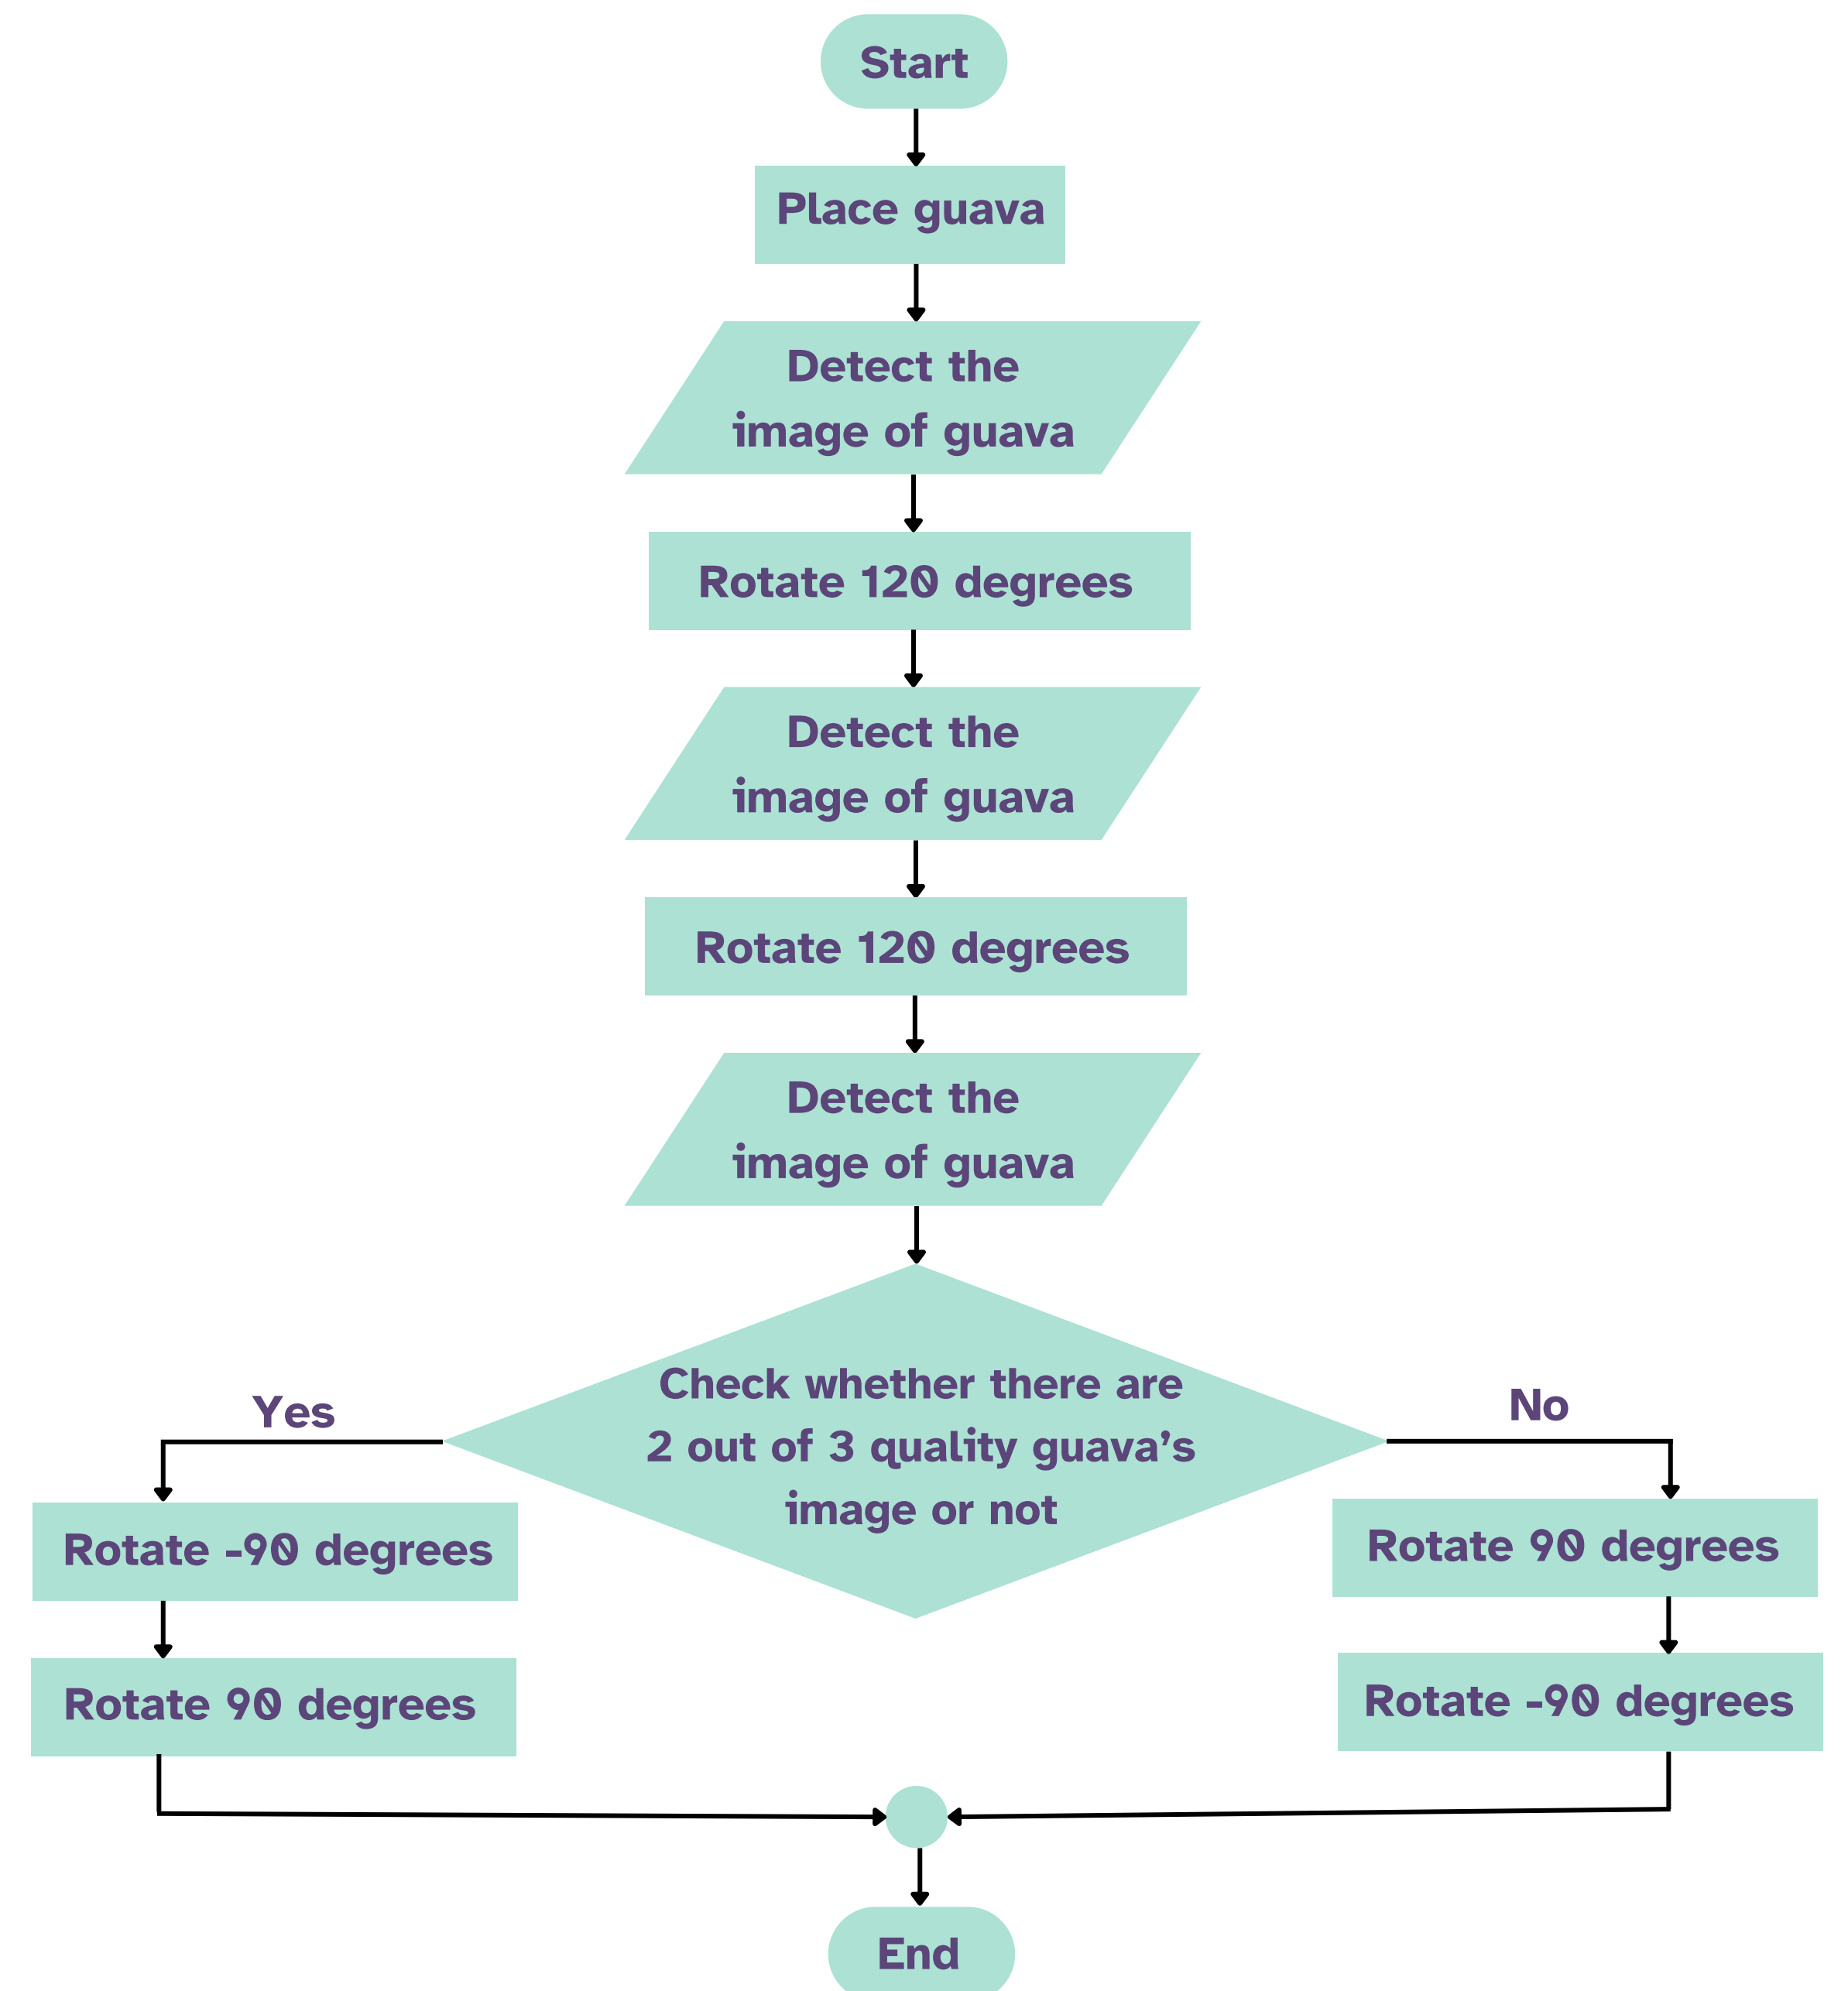 Start
Place guava
Detect the
image of guava
Rotate 120 degrees
Detect the
image of guava
Rotate 120 degrees
Detect the
image of guava
Check whether there are
2 out of 3 quality guava's
image or not
Yes
No
Rotate -90 degrees
Rotate 90 degrees
Rotate 90 degrees
Rotate -90 degrees
End